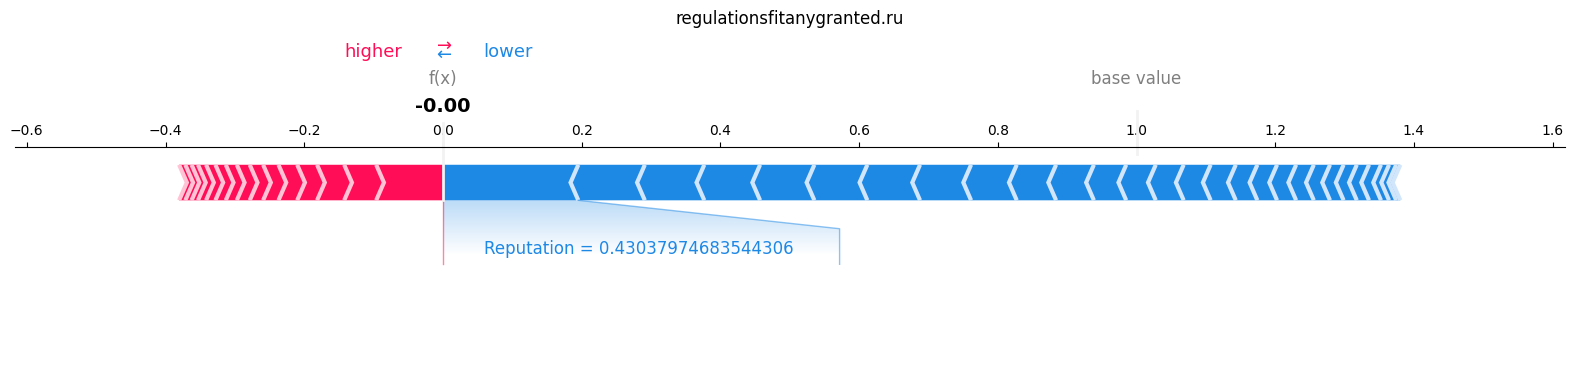 regulationsfitanygranted.ru
higher ⇄ lower
f(x) base value
-0.00
−0.6 −0.4 −0.2 0.0 0.2 0.4 0.6 0.8 1.0 1.2 1.4 1.6
Reputation = 0.43037974683544306